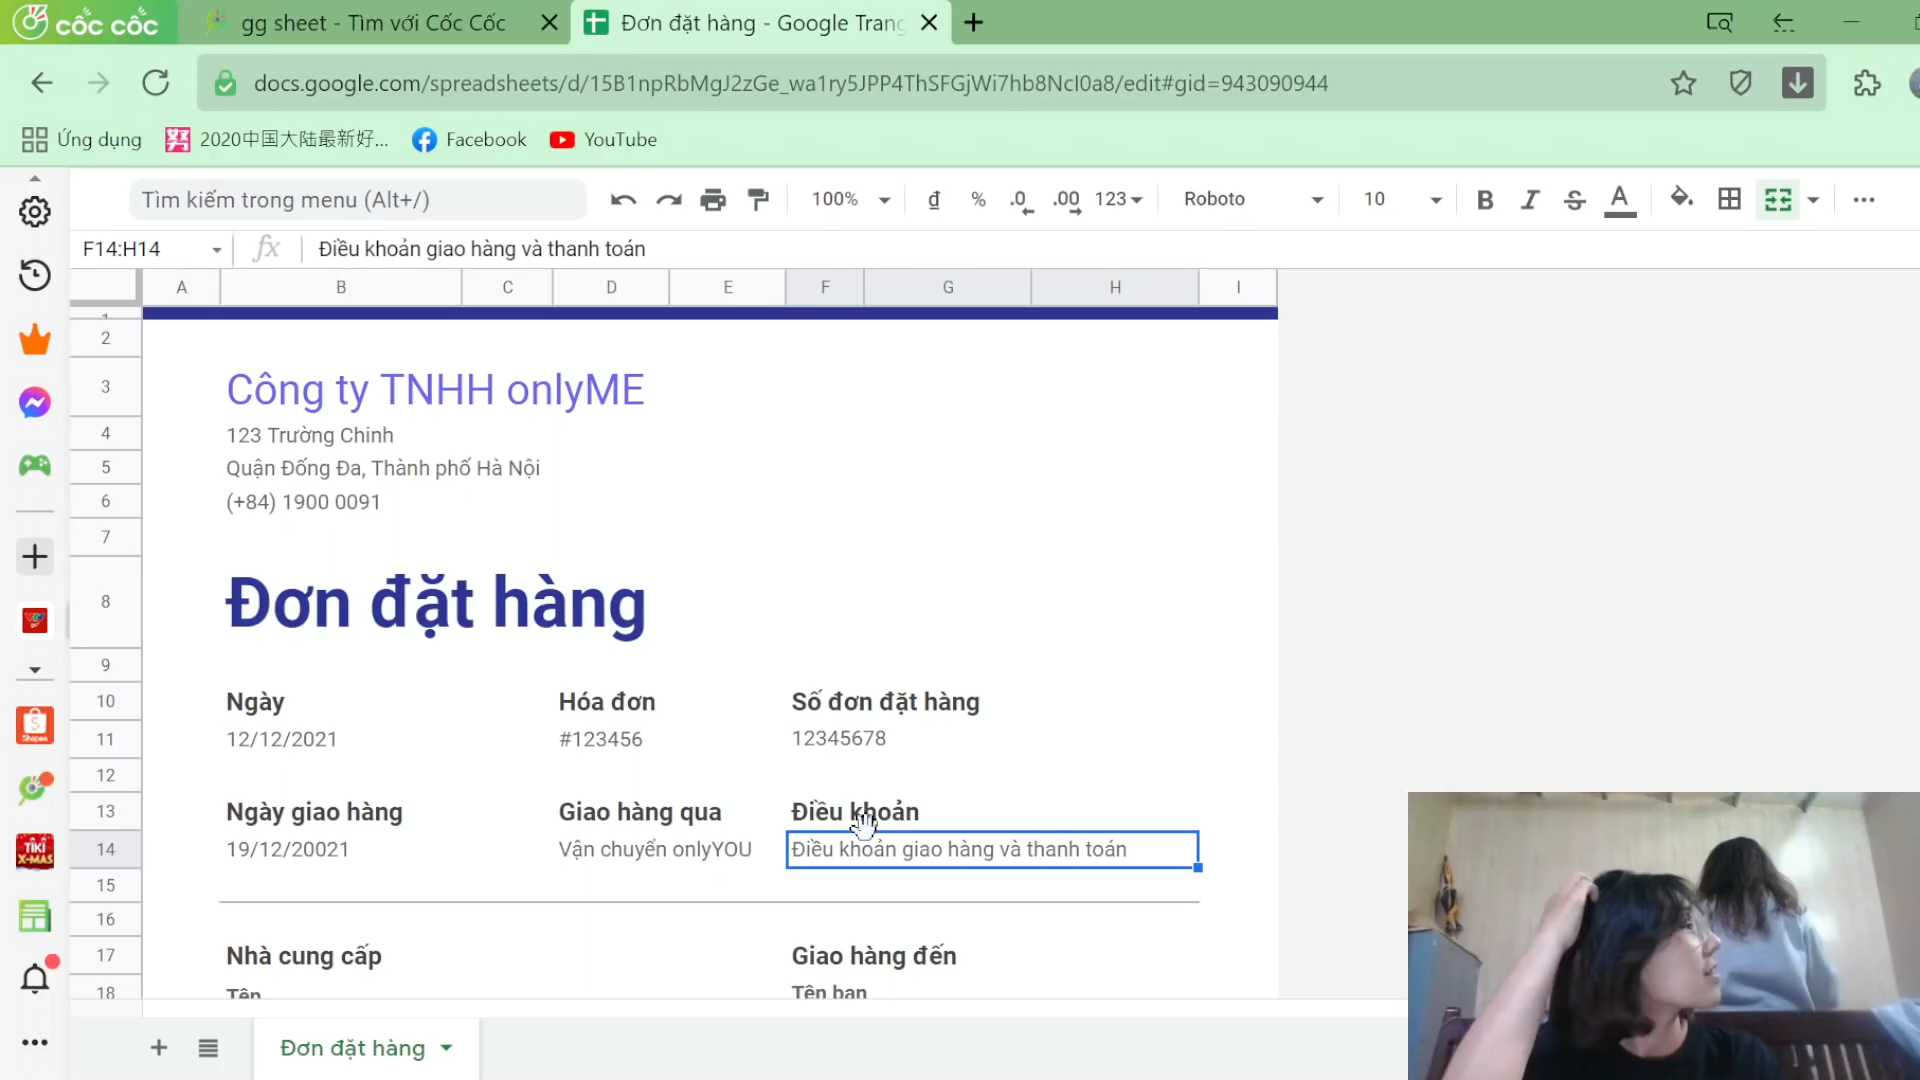 cốc cốc
gg sheet - Tìm với Cốc Cốc
Đơn đặt hàng - Google Trang
docs.google.com/spreadsheets/d/15B1npRbMgJ2zGe_wa1ry5JPP4ThSFGjWi7hb8NcI0a8/edit#gid=943090944
Ứng dụng
2020中国大陆最新好...
Facebook
YouTube
Tìm kiếm trong menu (Alt+/)
100%
đ % .0 .00 123
Roboto
10
B I S A
F14:H14
fx
Điều khoản giao hàng và thanh toán
A B C D E F G H I
1
2
3 Công ty TNHH onlyME
4 123 Trường Chinh
5 Quận Đống Đa, Thành phố Hà Nội
6 (+84) 1900 0091
7
8 Đơn đặt hàng
9
10 Ngày Hóa đơn Số đơn đặt hàng
11 12/12/2021 #123456 12345678
12
13 Ngày giao hàng Giao hàng qua Điều khoản
14 19/12/20021 Vận chuyển onlyYOU Điều khoản giao hàng và thanh toán
15
16
17 Nhà cung cấp Giao hàng đến
18 Tên Tên bạn
Shopee
TIKI
X-MAS
Đơn đặt hàng